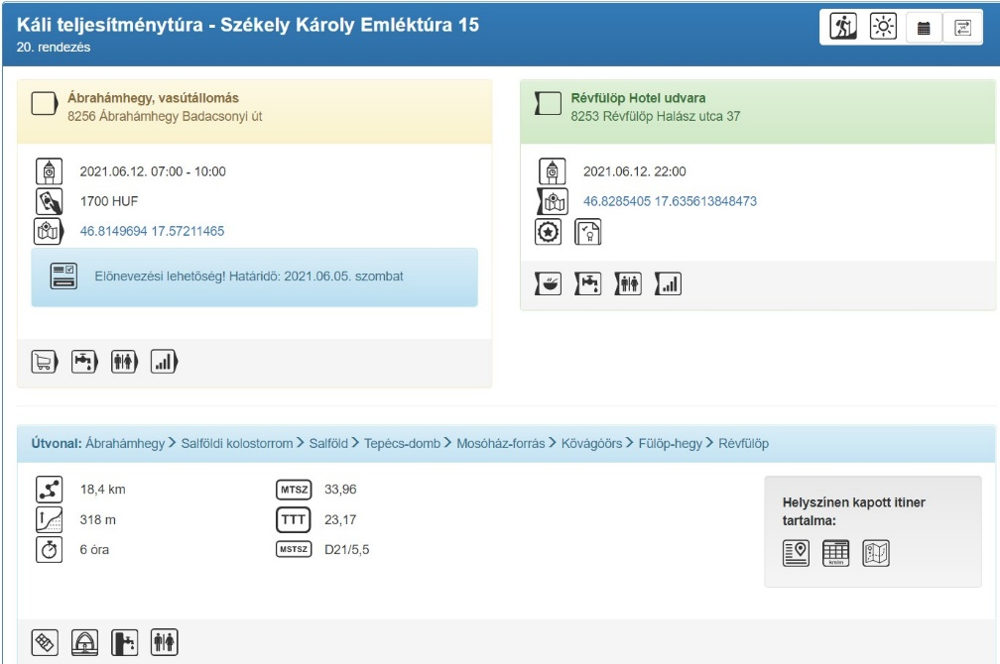 Káli teljesítménytúra - Székely Károly Emléktúra 15
20. rendezés
Ábrahámhegy, vasútállomás
8256 Ábrahámhegy Badacsonyi út
2021.06.12. 07:00 - 10:00
1700 HUF
46.8149694 17.57211465
Előnevezési lehetőség! Határidő: 2021.06.05. szombat
Révfülöp Hotel udvara
8253 Révfülöp Halász utca 37
2021.06.12. 22:00
46.8285405 17.635613848473
Útvonal: Ábrahámhegy > Salföldi kolostorrom > Salföld > Tepécs-domb > Mosóház-forrás > Kővágóörs > Fülöp-hegy > Révfülöp
18,4 km
318 m
6 óra
MTSZ 33,96
TTT 23,17
MSTSZ D21/5,5
Helyszínen kapott itiner
tartalma:
km/m